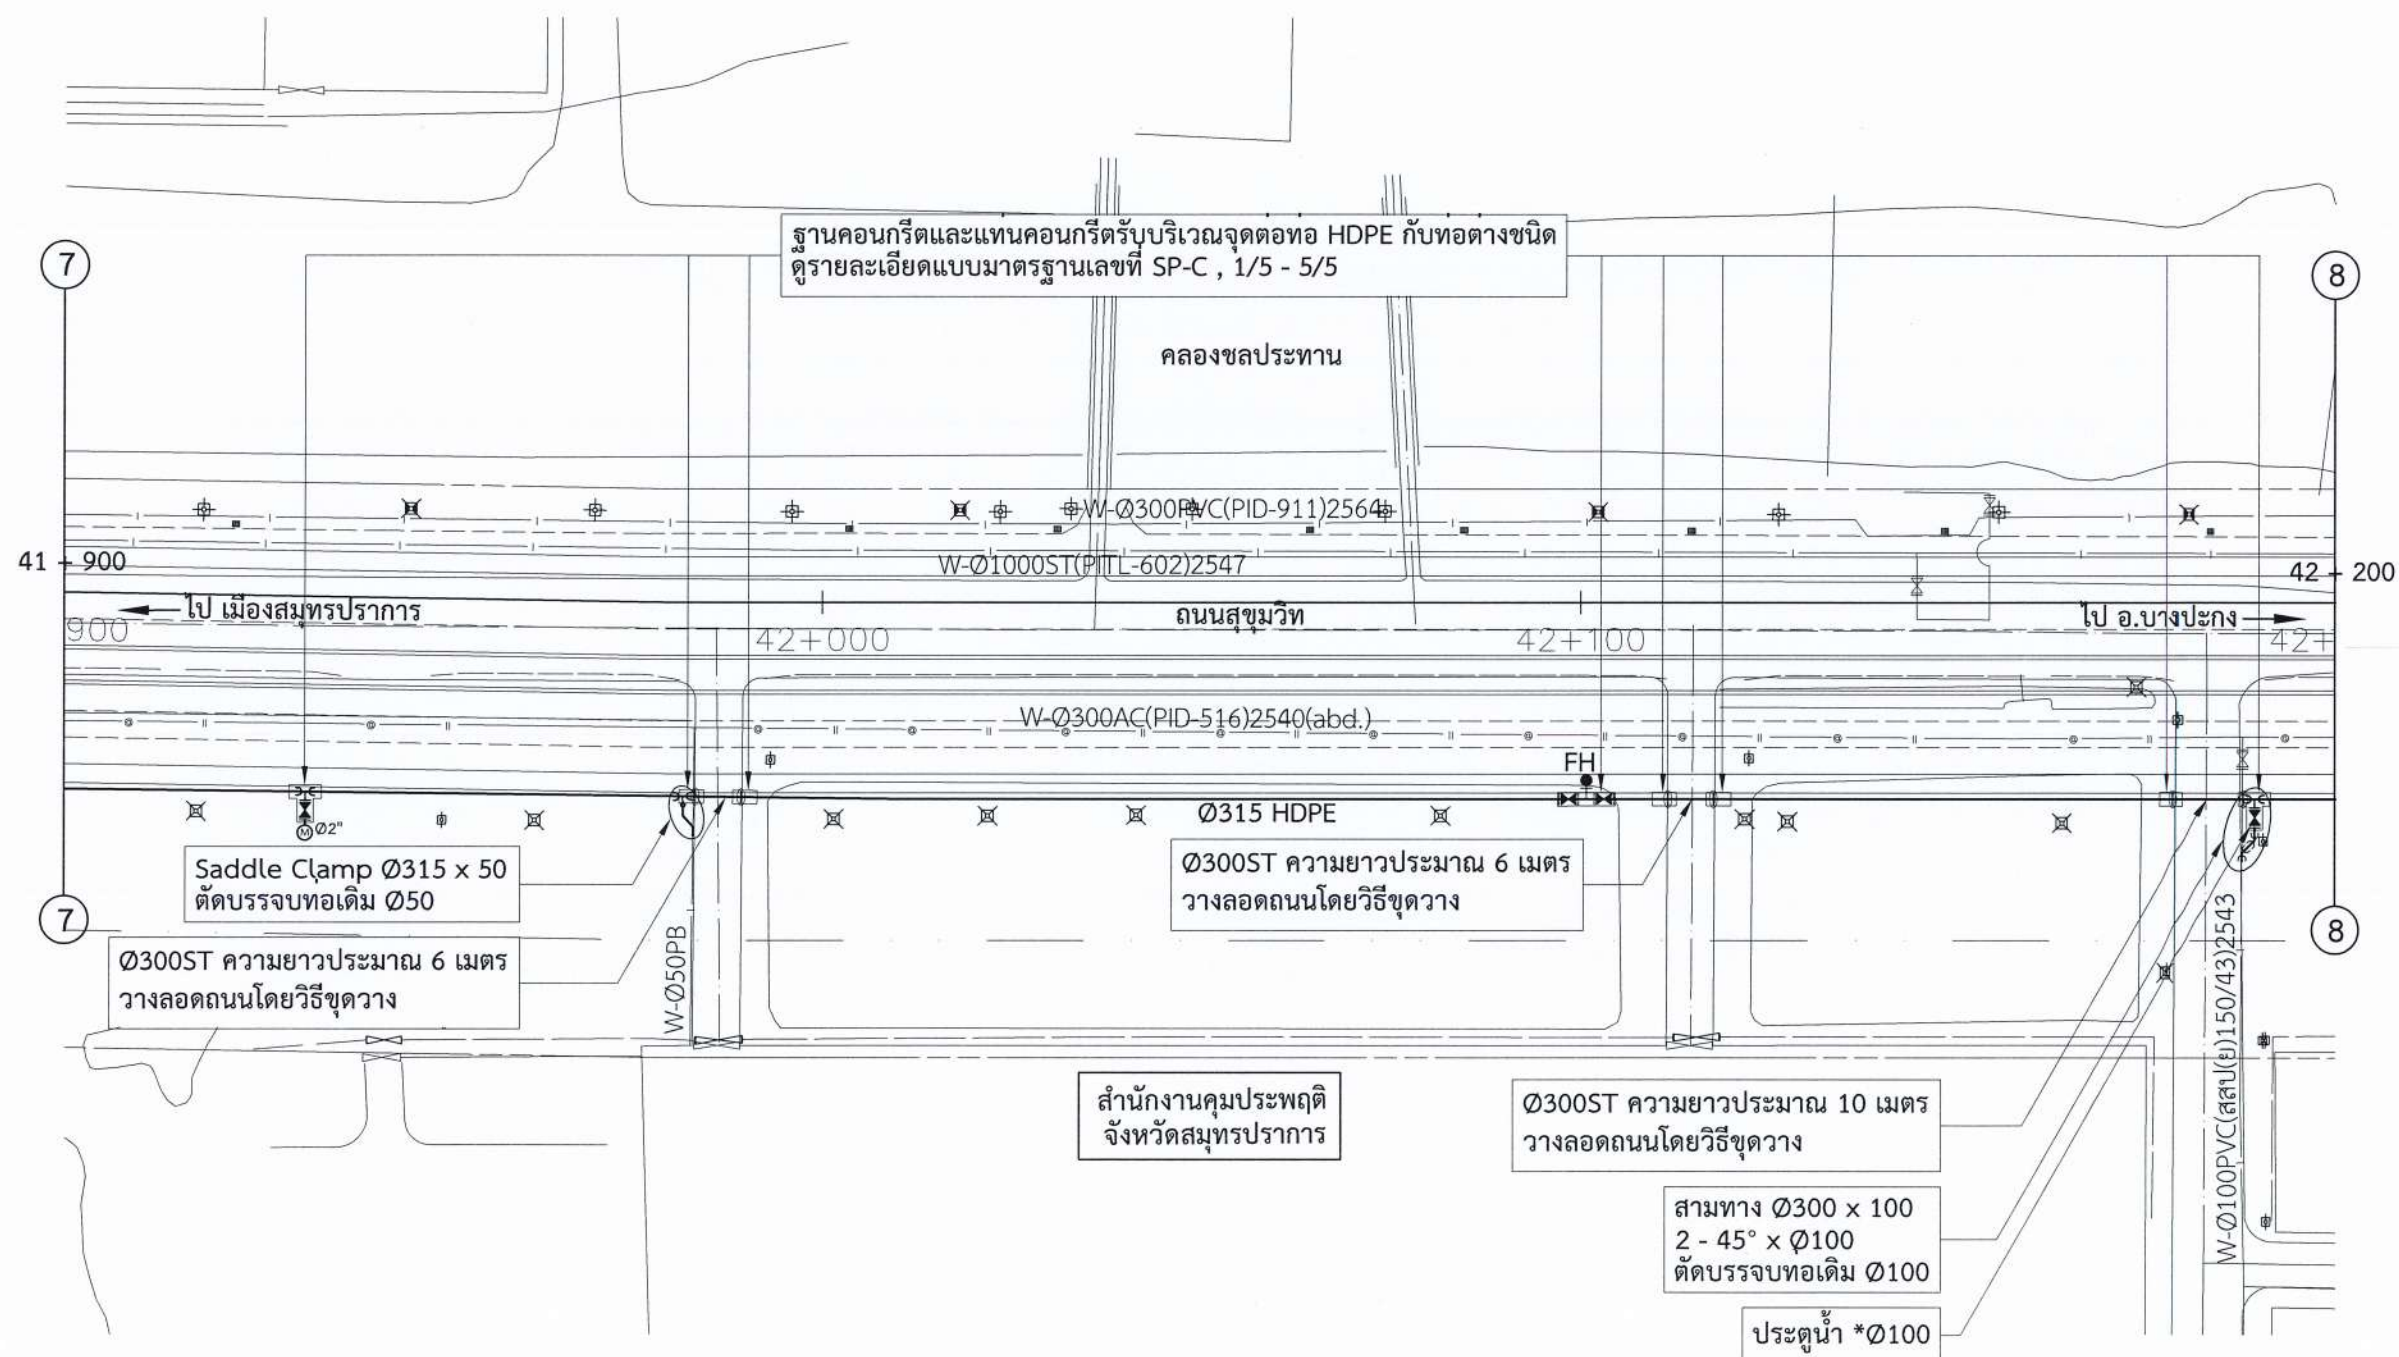 ฐานคอนกรีตและแทนคอนกรีตรับบริเวณจุดตอทอ HDPE กับทอตางชนิด
ดูรายละเอียดแบบมาตรฐานเลขที่ SP-C , 1/5 - 5/5
7
8
คลองชลประทาน
W-Ø300PVC(PID-911)2564
W-Ø1000ST(PITL-602)2547
41 + 900
42 + 200
ไป เมืองสมุทรปราการ
ถนนสุขุมวิท
ไป อ.บางปะกง
900
42+000
42+100
42+
W-Ø300AC(PID-516)2540(abd.)
FH
Ø315 HDPE
M Ø2"
Saddle Clamp Ø315 x 50
ตัดบรรจบทอเดิม Ø50
Ø300ST ความยาวประมาณ 6 เมตร
วางลอดถนนโดยวิธีขุดวาง
7
8
Ø300ST ความยาวประมาณ 6 เมตร
วางลอดถนนโดยวิธีขุดวาง
W-Ø50PB
W-Ø100PVC(สสป(ย)150/43)2543
สำนักงานคุมประพฤติ
จังหวัดสมุทรปราการ
Ø300ST ความยาวประมาณ 10 เมตร
วางลอดถนนโดยวิธีขุดวาง
สามทาง Ø300 x 100
2 - 45° x Ø100
ตัดบรรจบทอเดิม Ø100
ประตูน้ำ *Ø100